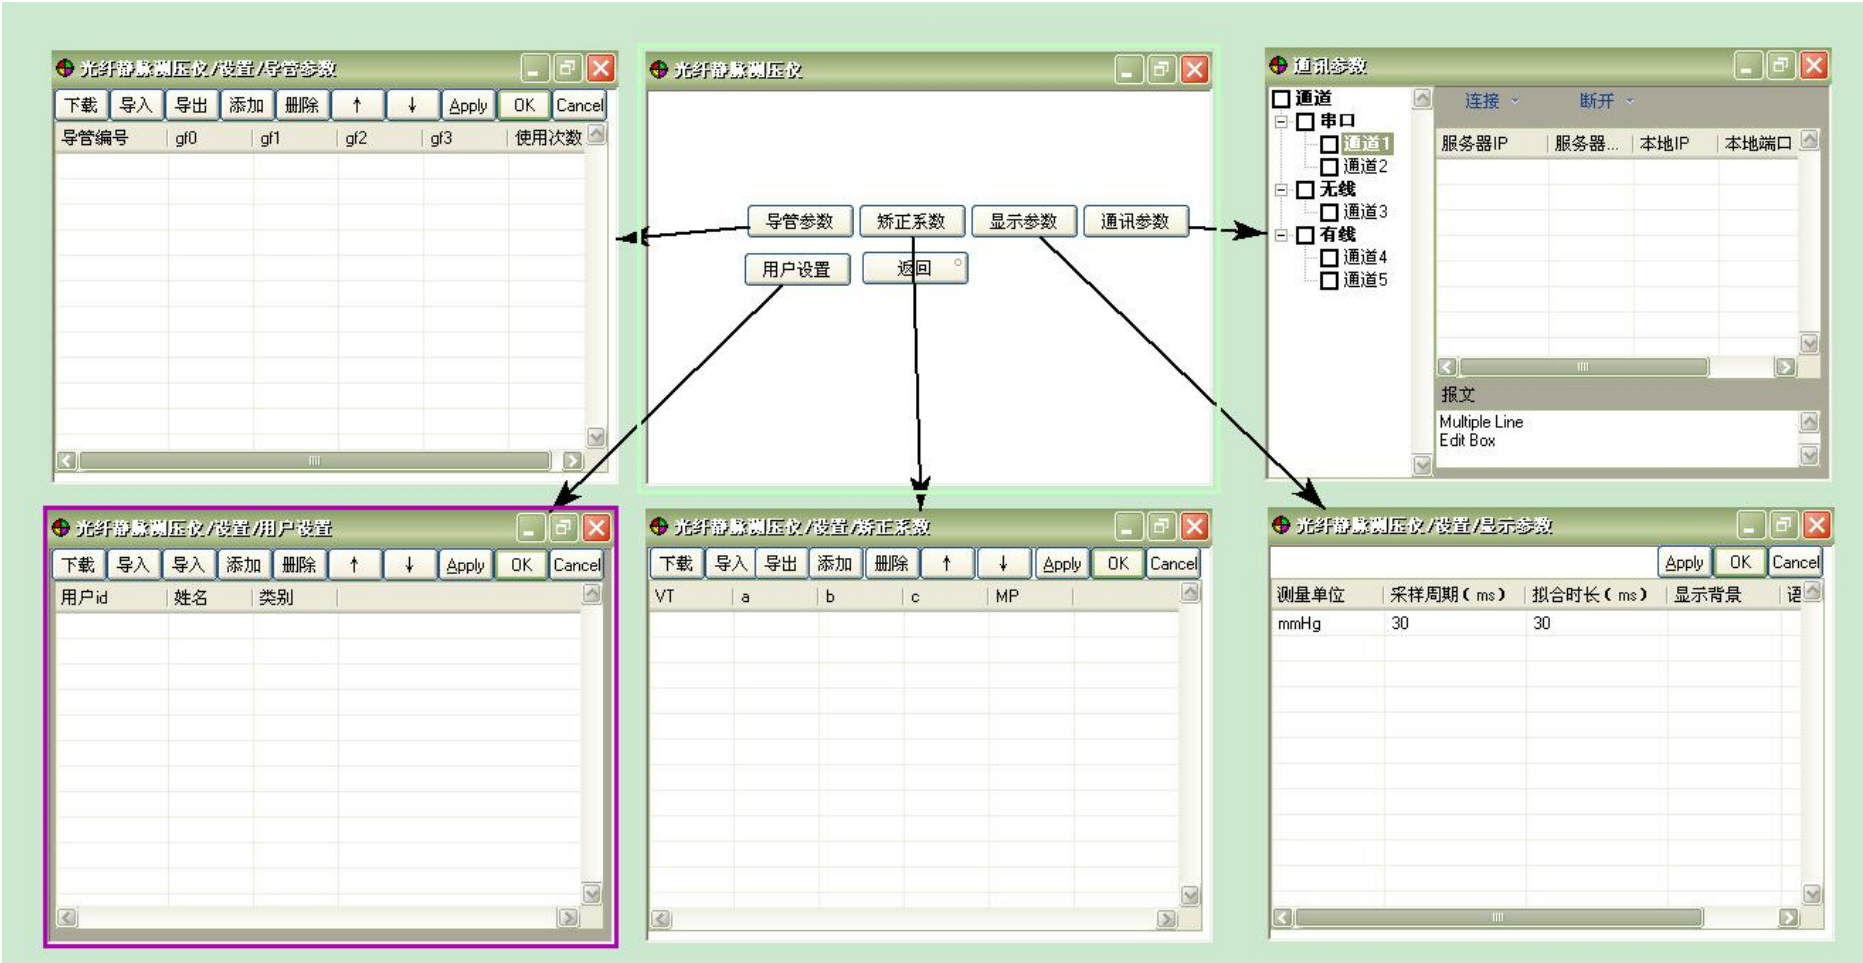 光纤静脉测压仪/设置/导管参数
下载 导入 导出 添加 删除 ↑ ↓ Apply OK Cancel
导管编号 gf0 gf1 gf2 gf3 使用次数
光纤静脉测压仪
导管参数 矫正系数 显示参数 通讯参数
用户设置 返回
通讯参数
通道
串口
通道1
通道2
无线
通道3
有线
通道4
通道5
连接 断开
服务器IP 服务器... 本地IP 本地端口
报文
Multiple Line
Edit Box
光纤静脉测压仪/设置/用户设置
下载 导入 导入 添加 删除 ↑ ↓ Apply OK Cancel
用户id 姓名 类别
光纤静脉测压仪/设置/矫正系数
下载 导入 导出 添加 删除 ↑ ↓ Apply OK Cancel
VT a b c MP
光纤静脉测压仪/设置/显示参数
Apply OK Cancel
测量单位 采样周期(ms) 拟合时长(ms) 显示背景 语
mmHg 30 30